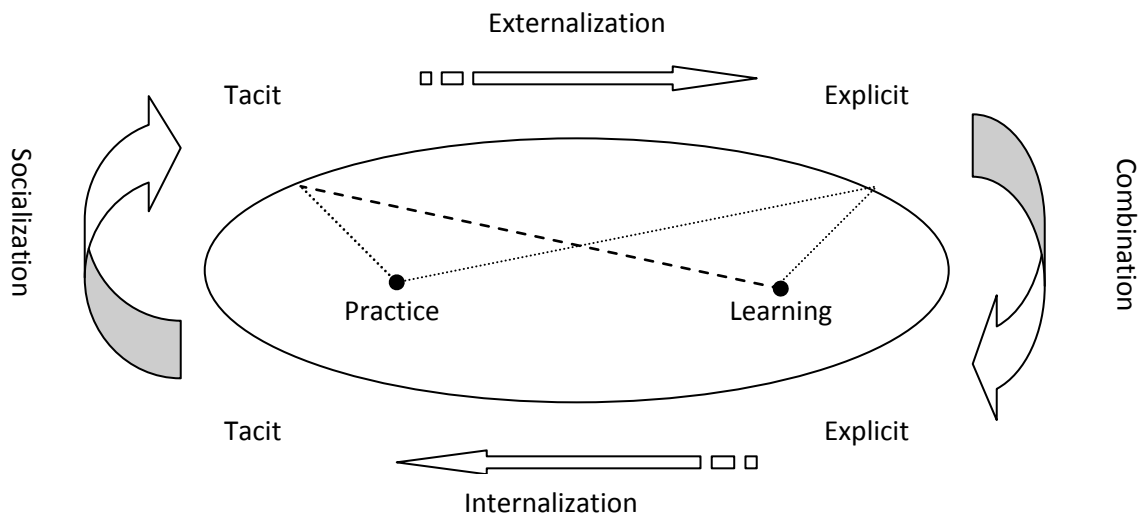 Externalization
Tacit
Explicit
Socialization
Combination
Practice
Learning
Tacit
Explicit
Internalization